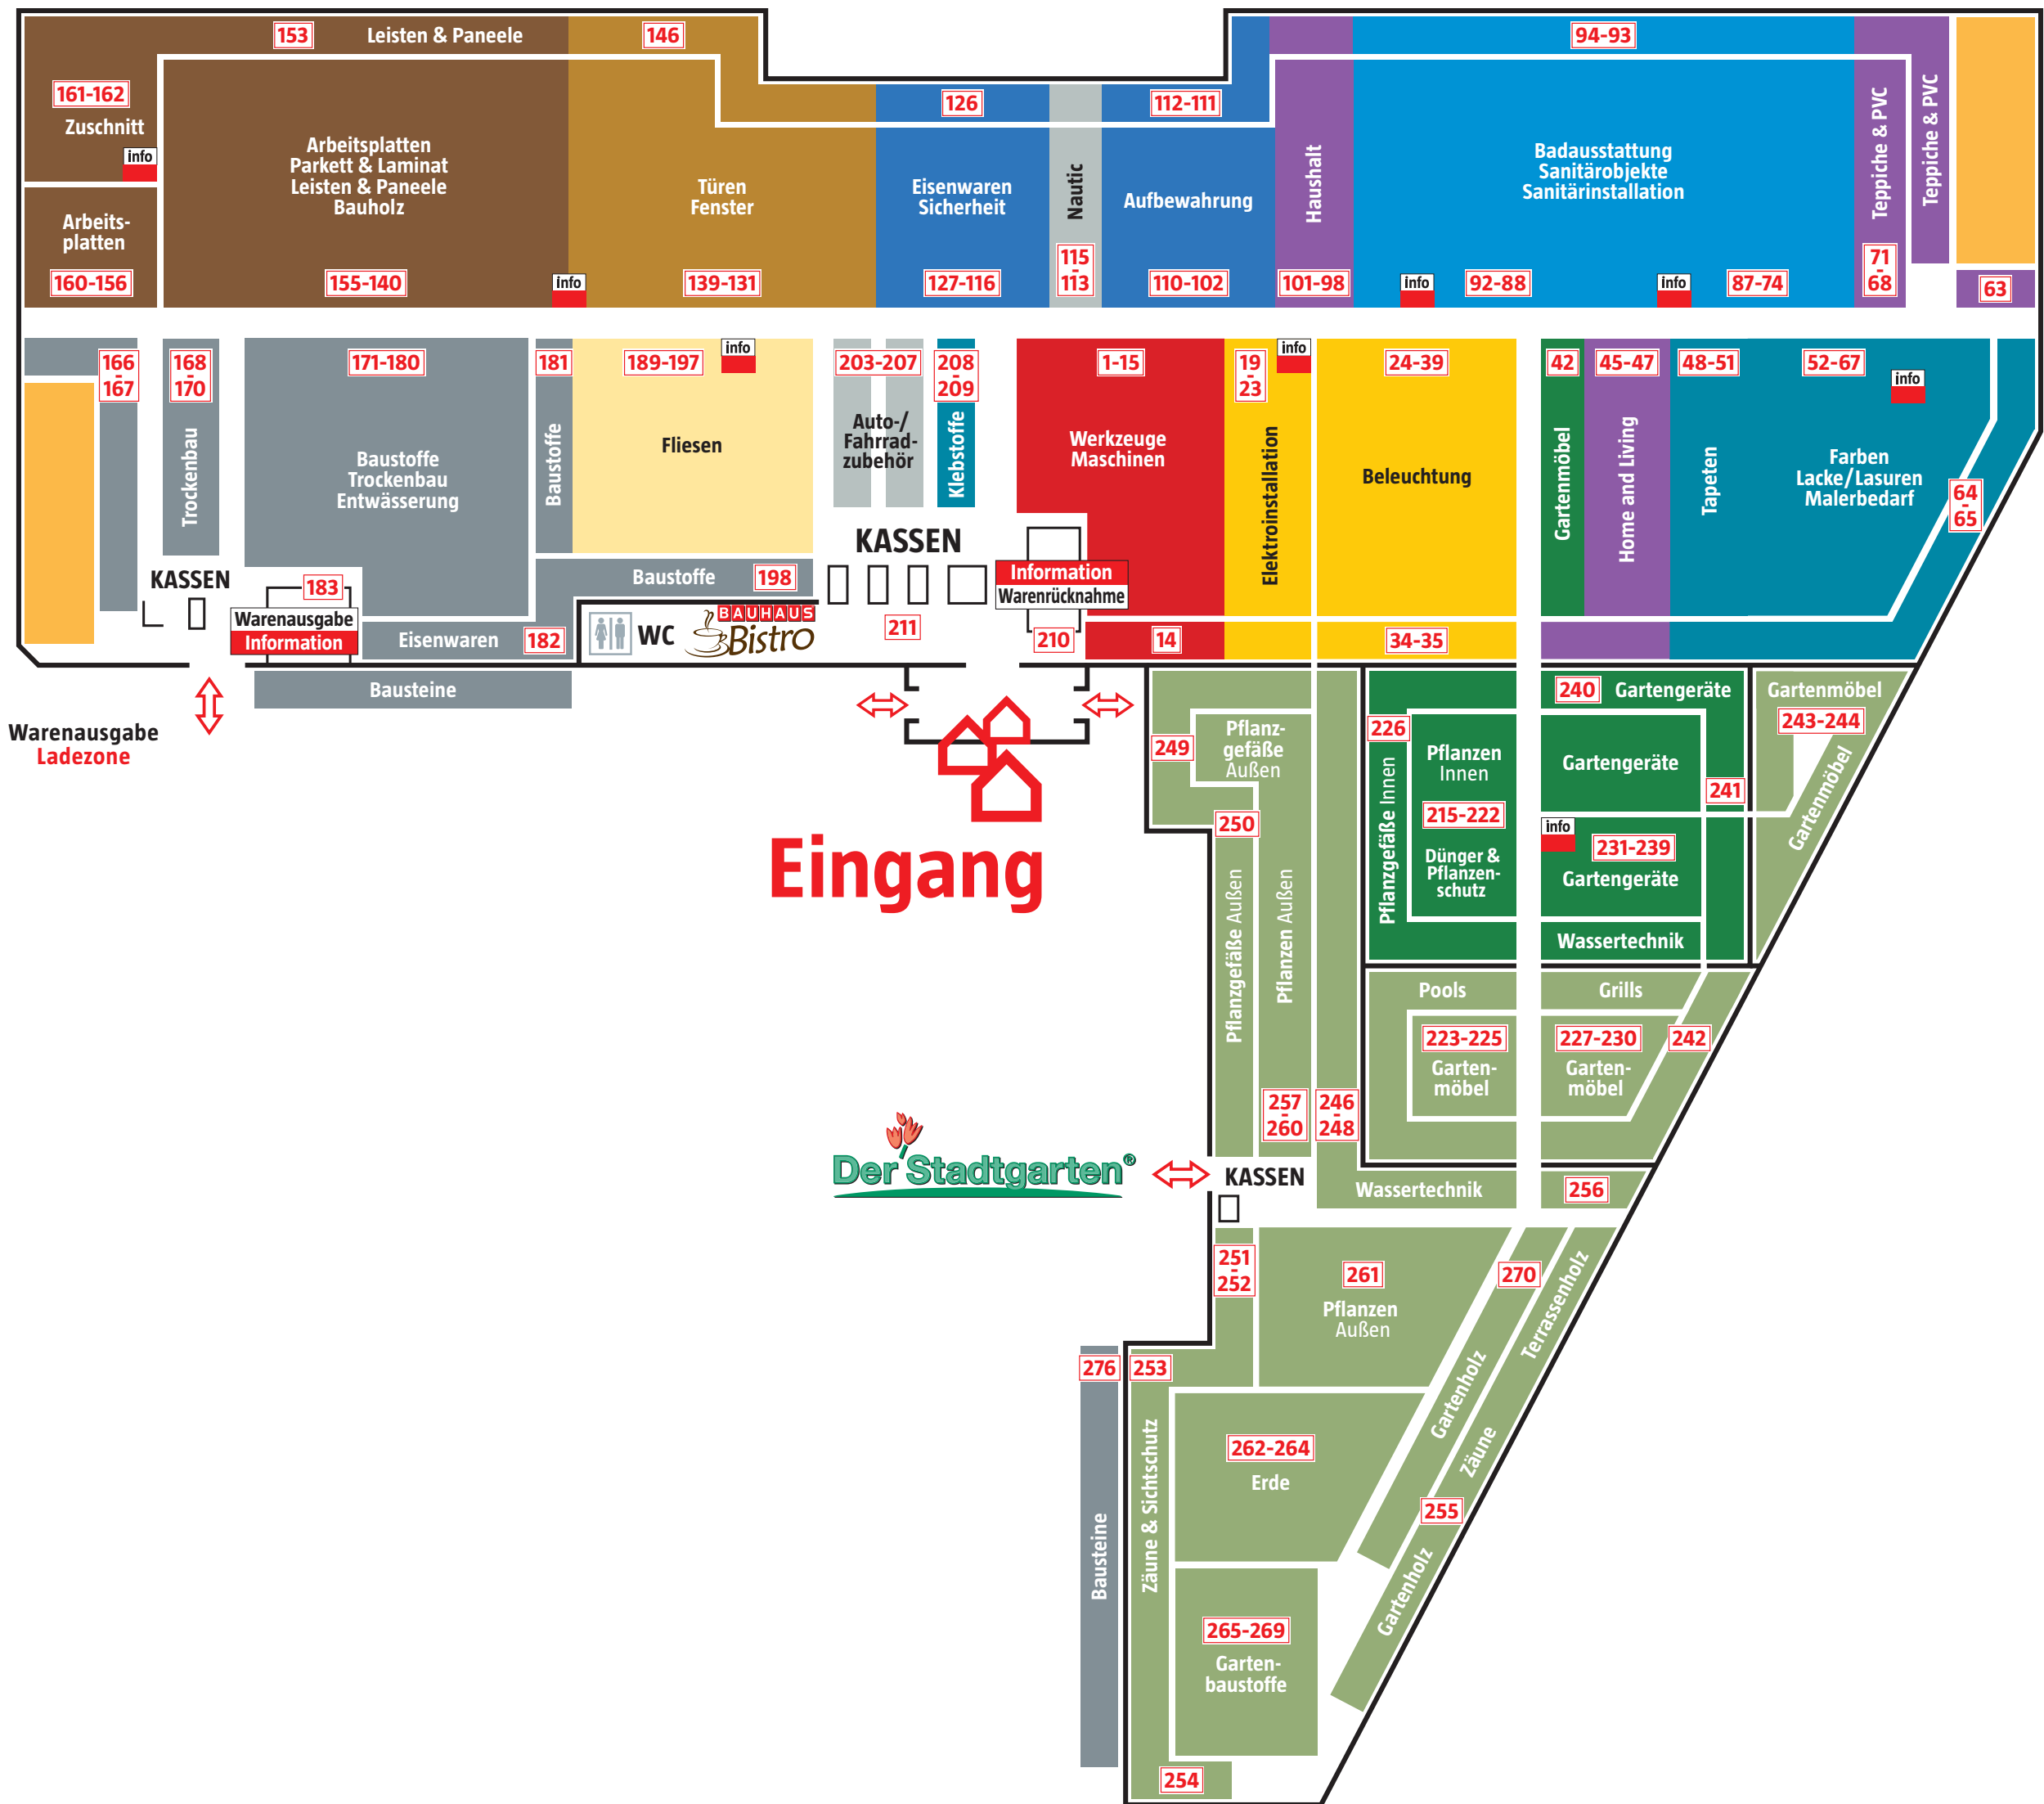 153
Leisten & Paneele
146
94-93
161-162
Zuschnitt
info
126
112-111
Arbeitsplatten
Parkett & Laminat
Leisten & Paneele
Bauholz
Türen
Fenster
Eisenwaren
Sicherheit
Nautic
Aufbewahrung
Haushalt
Badausstattung
Sanitärobjekte
Sanitärinstallation
Teppiche & PVC
Teppiche & PVC
Arbeits-
platten
160-156
155-140
info
139-131
127-116
115
-
113
110-102
101-98
info
92-88
info
87-74
71
-
68
63
166
-
167
168
-
170
171-180
181
189-197
info
203-207
208
-
209
1-15
19
-
23
info
24-39
42
45-47
48-51
52-67
info
Trockenbau
Baustoffe
Trockenbau
Entwässerung
Baustoffe
Fliesen
Auto-/
Fahrrad-
zubehör
Klebstoffe
Werkzeuge
Maschinen
Elektroinstallation
Beleuchtung
Gartenmöbel
Home and Living
Tapeten
Farben
Lacke/Lasuren
Malerbedarf
64
-
65
KASSEN
KASSEN
183
Warenausgabe
Information
Baustoffe
198
Information
Warenrücknahme
Eisenwaren
182
WC
BAUHAUS
Bistro
211
210
14
34-35
Bausteine
Warenausgabe
Ladezone
Eingang
249
Pflanz-
gefäße
Außen
250
226
Pflanzgefäße Innen
Pflanzen
Innen
215-222
Dünger &
Pflanzen-
schutz
240
Gartengeräte
Gartengeräte
241
info
231-239
Gartengeräte
Wassertechnik
Gartenmöbel
243-244
Gartenmöbel
Pflanzgefäße Außen
Pflanzen Außen
Pools
Grills
223-225
Garten-
möbel
227-230
Garten-
möbel
242
257
-
260
246
-
248
Der Stadtgarten®
KASSEN
Wassertechnik
256
251
-
252
261
Pflanzen
Außen
270
Terrassenholz
Gartenholz
Zäune
255
Gartenholz
276
253
Bausteine
Zäune & Sichtschutz
262-264
Erde
265-269
Garten-
baustoffe
254